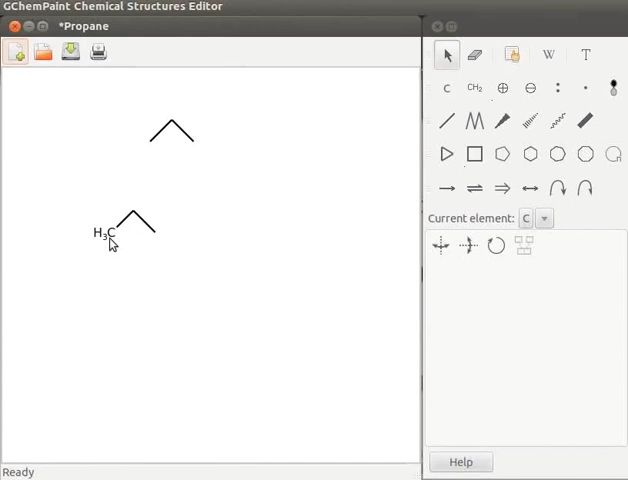 GChemPaint Chemical Structures Editor
*Propane
W
T
C
CH₂
H₃C
Current element: C
Help
Ready